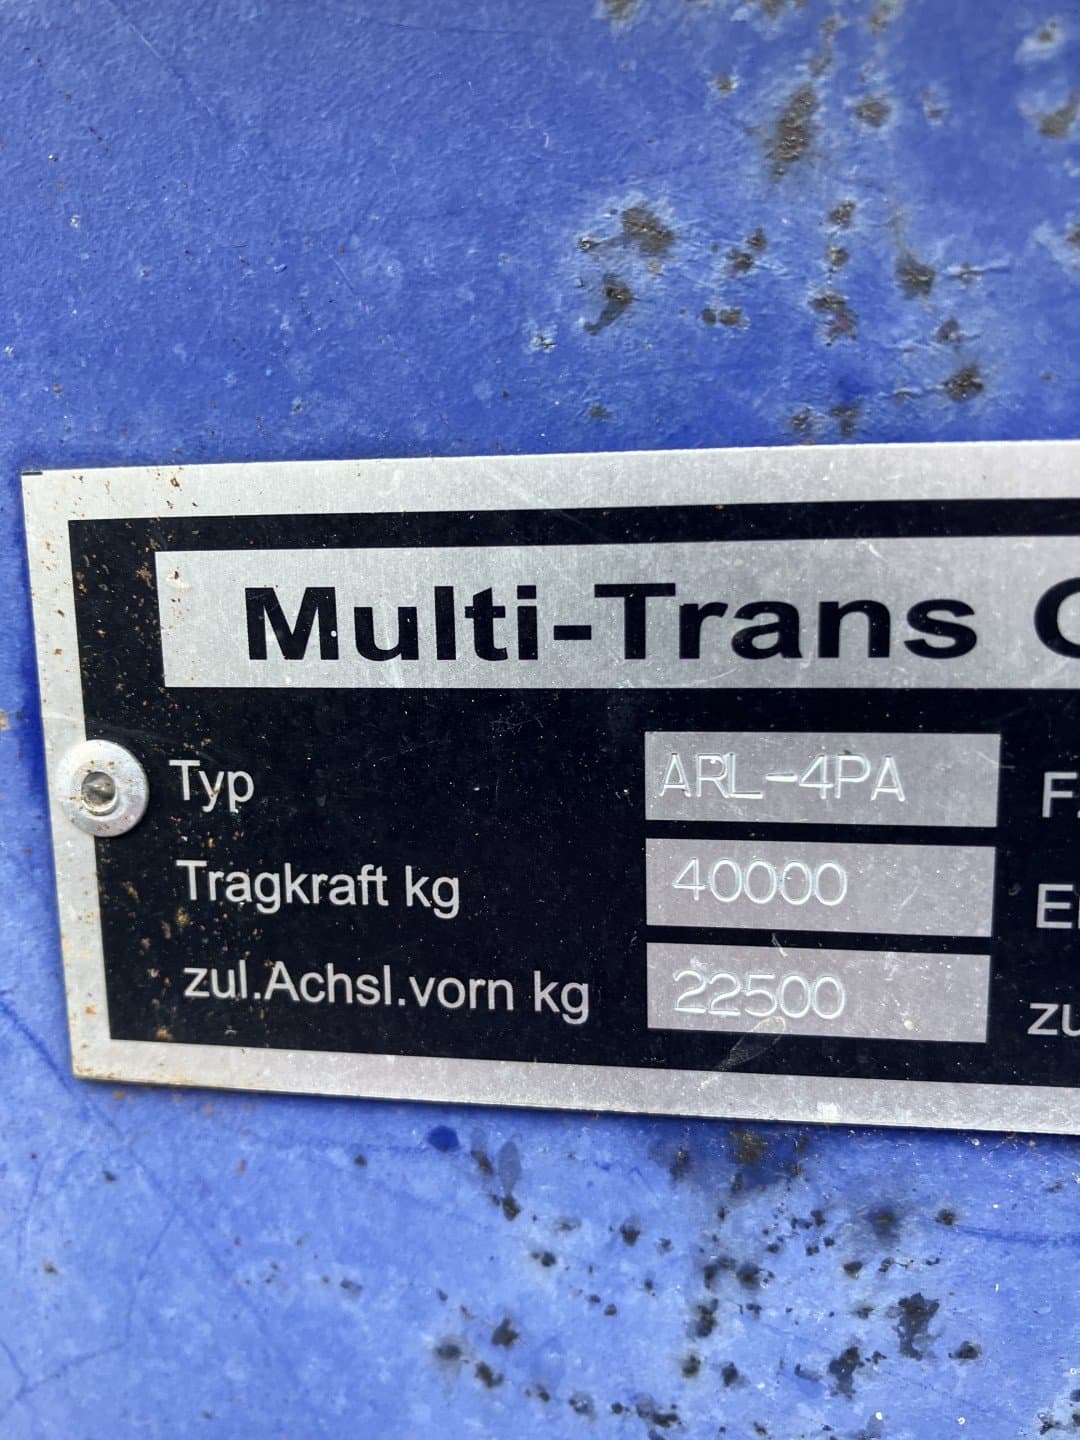 Multi-Trans
Typ ARL-4PA
Tragkraft kg 40000
zul.Achsl.vorn kg 22500